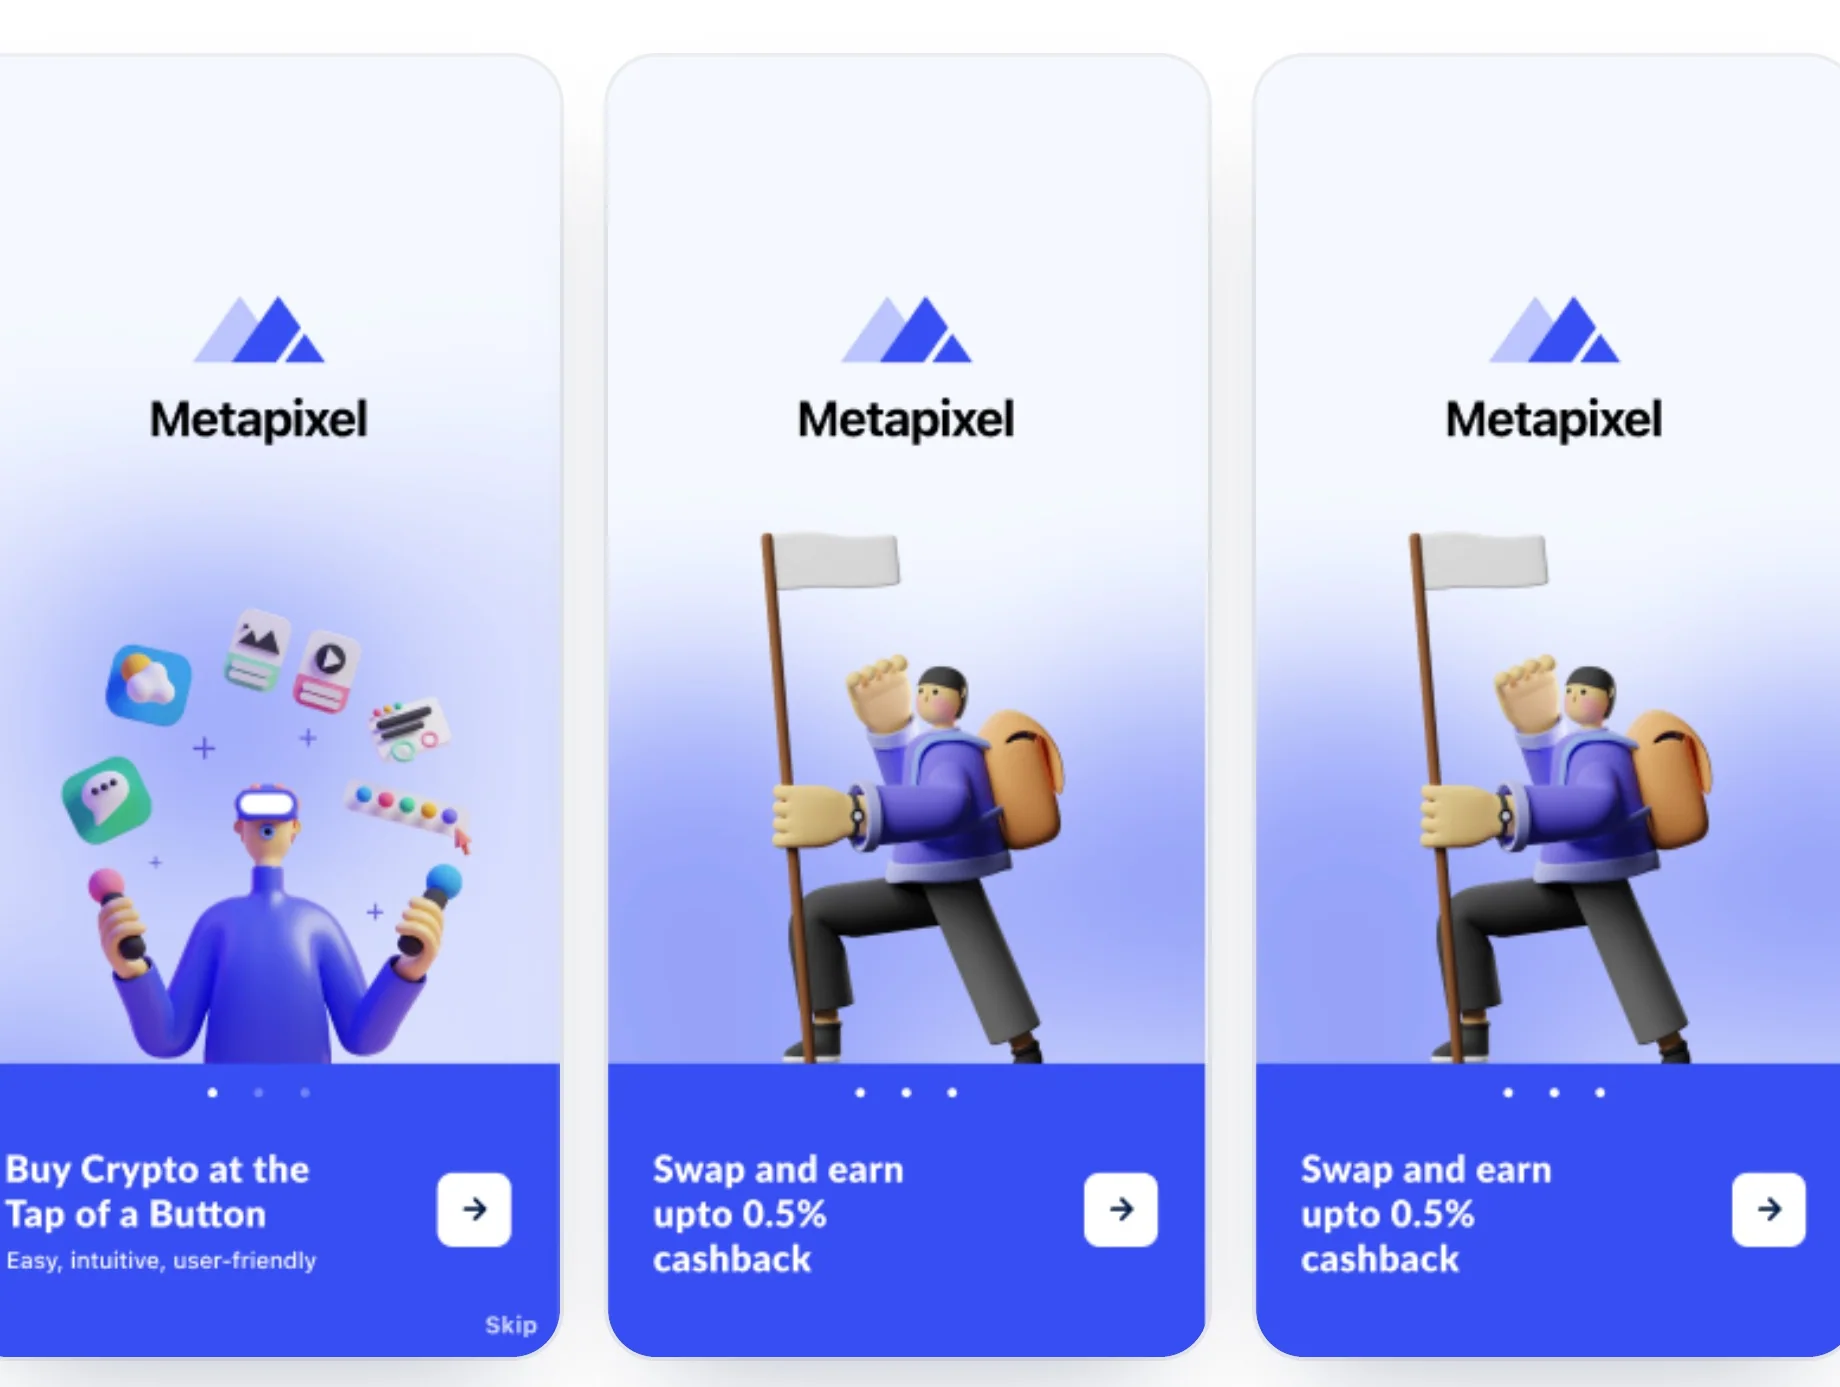 Metapixel
Buy Crypto at the
Tap of a Button
Easy, intuitive, user-friendly
Skip
Metapixel
Swap and earn
upto 0.5%
cashback
Metapixel
Swap and earn
upto 0.5%
cashback